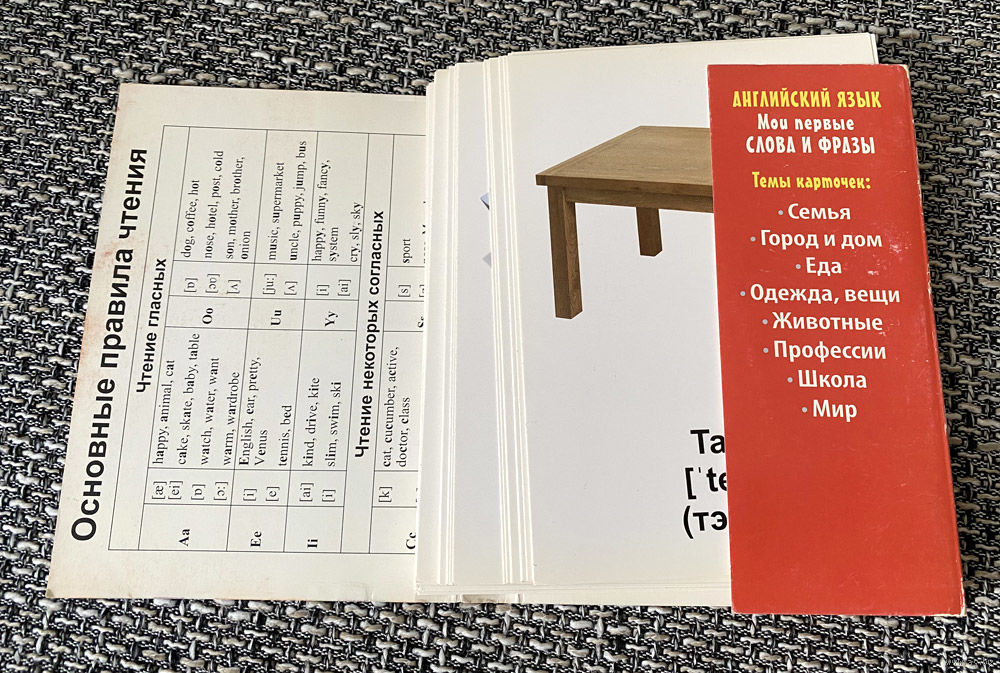 Основные правила чтения
Чтение гласных
Aa
[æ] happy, animal, cat
[ei] cake, skate, baby, table
[ɒ] watch, water, want
[ɔ:] warm, wardrobe
Oo
[ɒ] dog, coffee, hot
[ɔʊ] nose, hotel, post, cold
[ʌ] son, mother, brother,
onion
Ee
[i] English, ear, pretty,
Venus
[e] tennis, bed
Uu
[ju:] music, supermarket
[ʌ] uncle, puppy, jump, bus
Ii
[ai] kind, drive, kite
[i] slim, swim, ski
Yy
[i] happy, funny, fancy,
system
[ai] cry, sly, sky
Чтение некоторых согласных
Cc
[k] cat, cucumber, active,
doctor, class
Ss
[s] sport
Ta
[ˈte
(тэ
АНГЛИЙСКИЙ ЯЗЫК
Мои первые
СЛОВА И ФРАЗЫ
Темы карточек:
• Семья
• Город и дом
• Еда
• Одежда, вещи
• Животные
• Профессии
• Школа
• Мир